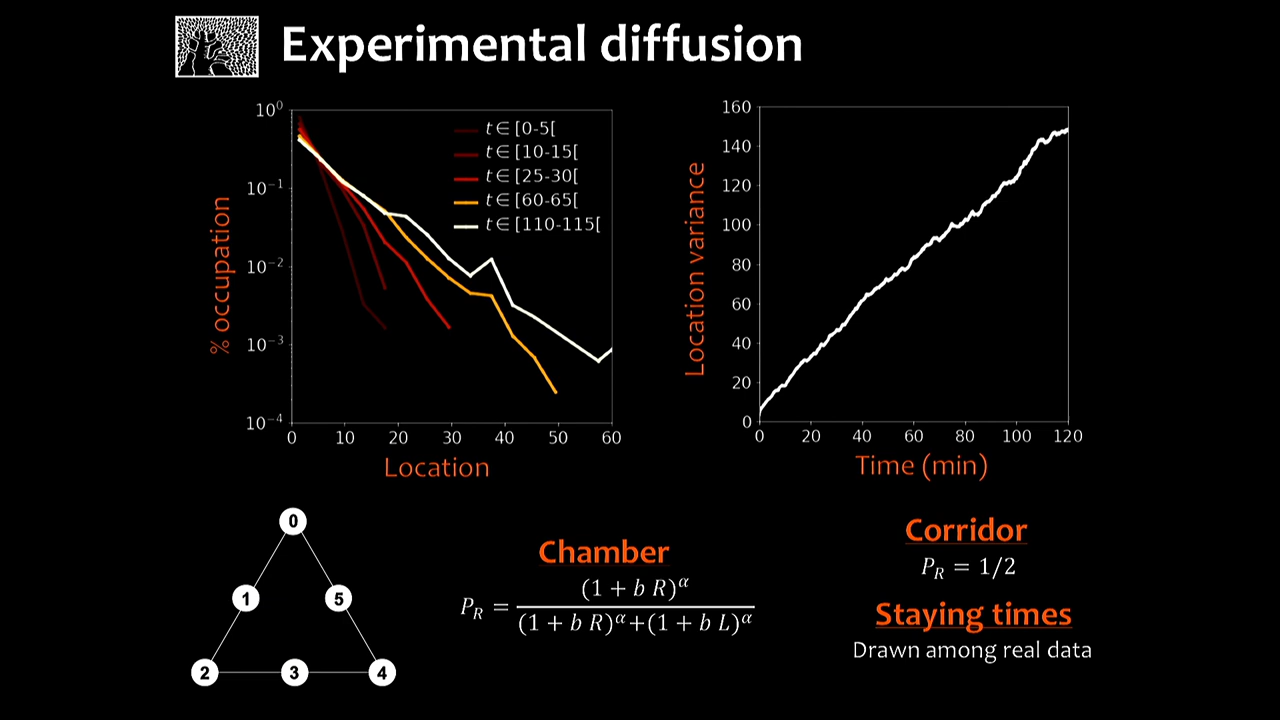 Experimental diffusion
10⁰
10⁻¹
10⁻²
10⁻³
10⁻⁴
% occupation
t ∈ [0-5[
t ∈ [10-15[
t ∈ [25-30[
t ∈ [60-65[
t ∈ [110-115[
0 10 20 30 40 50 60
Location
160
140
120
100
80
60
40
20
0
Location variance
0 20 40 60 80 100 120
Time (min)
0
1 5
2 3 4
Chamber
P_R = (1 + b R)^α / ((1 + b R)^α+(1 + b L)^α)
Corridor
P_R = 1/2
Staying times
Drawn among real data